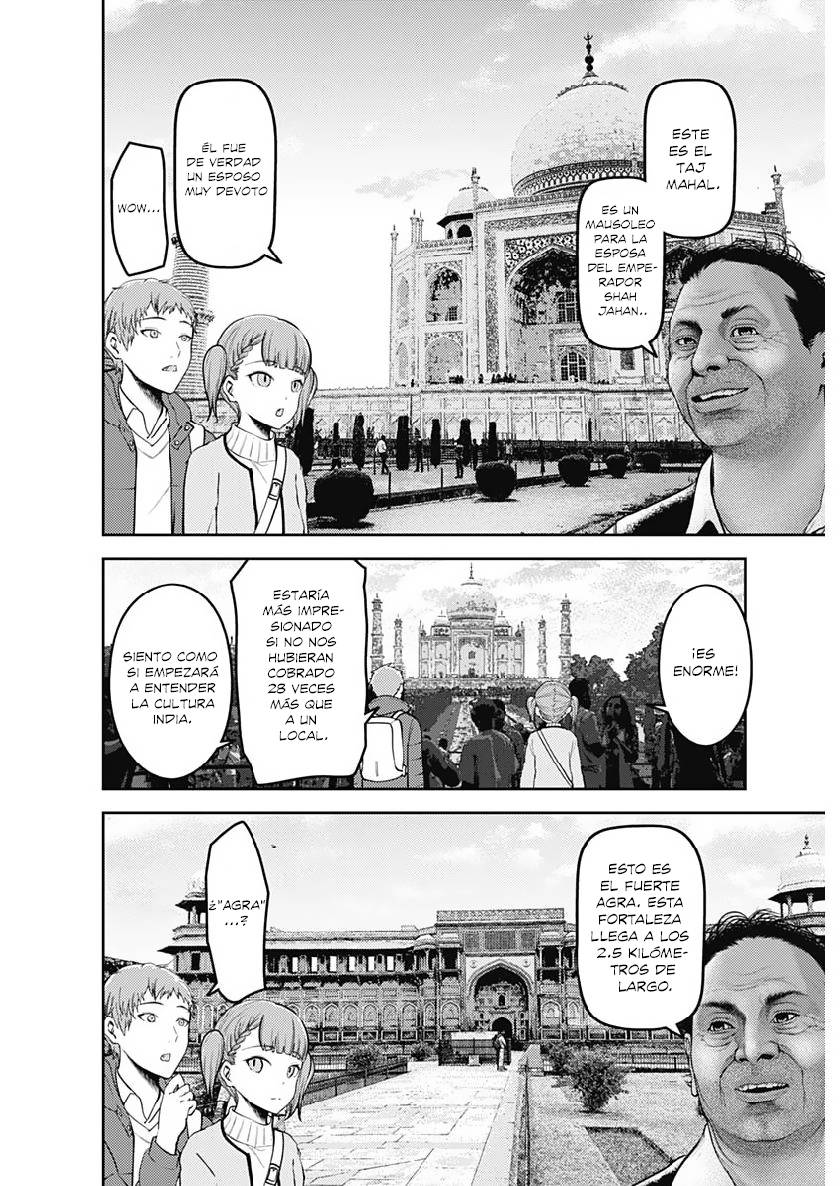 ESTE
ES EL
TAJ
MAHAL.
ES UN
MAUSOLEO
PARA LA
ESPOSA
DEL EMPE-
RADOR
SHAH
JAHAN..
ÉL FUE
DE VERDAD
UN ESPOSO
MUY DEVOTO
WOW...
¡ES
ENORME!
ESTARÍA
MÁS IMPRE-
SIONADO
SI NO NOS
HUBIERAN
COBRADO
28 VECES
MÁS QUE
A UN
LOCAL.
SIENTO COMO
SI EMPEZARÁ
A ENTENDER
LA CULTURA
INDIA.
ESTO ES
EL FUERTE
AGRA. ESTA
FORTALEZA
LLEGA A LOS
2.5 KILÓME-
TROS DE
LARGO.
¿"AGRA"
...?